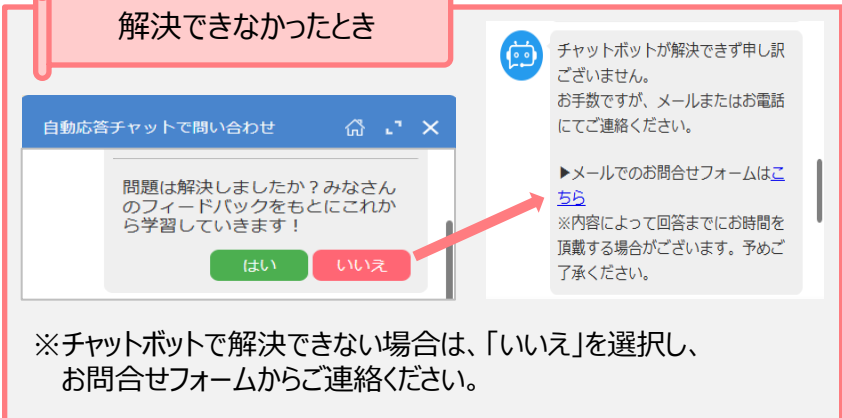 解決できなかったとき
自動応答チャットで問い合わせ
問題は解決しましたか？みなさん
のフィードバックをもとにこれか
ら学習していきます！
はい
いいえ
チャットボットが解決できず申し訳
ございません。
お手数ですが、メールまたはお電話
にてご連絡ください。
▶メールでのお問合せフォームはこ
ちら
※内容によって回答までにお時間を
頂戴する場合がございます。予めご
了承ください。
※チャットボットで解決できない場合は、「いいえ」を選択し、
お問合せフォームからご連絡ください。